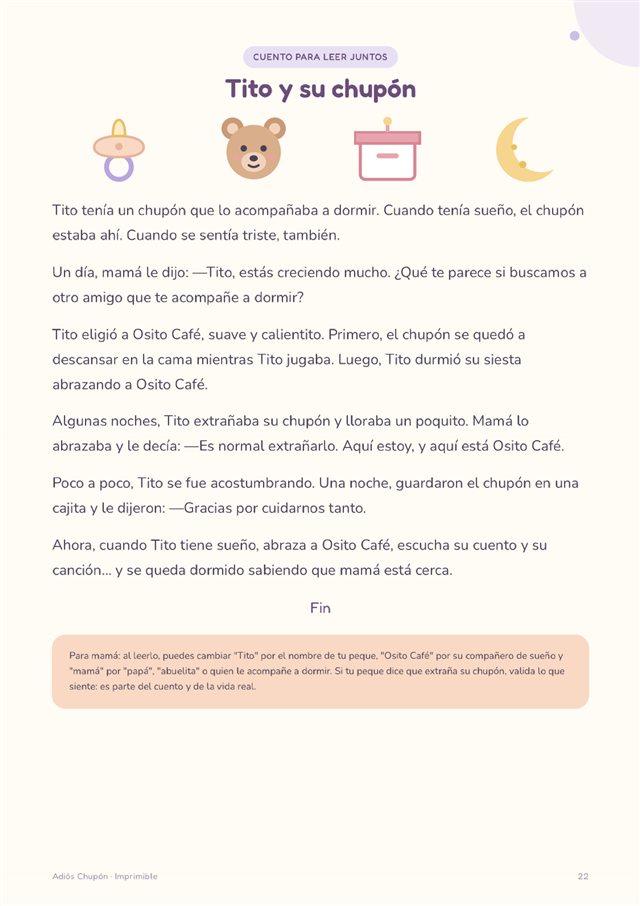 CUENTO PARA LEER JUNTOS
Tito y su chupón
Tito tenía un chupón que lo acompañaba a dormir. Cuando tenía sueño, el chupón
estaba ahí. Cuando se sentía triste, también.
Un día, mamá le dijo: —Tito, estás creciendo mucho. ¿Qué te parece si buscamos a
otro amigo que te acompañe a dormir?
Tito eligió a Osito Café, suave y calientito. Primero, el chupón se quedó a
descansar en la cama mientras Tito jugaba. Luego, Tito durmió su siesta
abrazando a Osito Café.
Algunas noches, Tito extrañaba su chupón y lloraba un poquito. Mamá lo
abrazaba y le decía: —Es normal extrañarlo. Aquí estoy, y aquí está Osito Café.
Poco a poco, Tito se fue acostumbrando. Una noche, guardaron el chupón en una
cajita y le dijeron: —Gracias por cuidarnos tanto.
Ahora, cuando Tito tiene sueño, abraza a Osito Café, escucha su cuento y su
canción... y se queda dormido sabiendo que mamá está cerca.
Fin
Para mamá: al leerlo, puedes cambiar "Tito" por el nombre de tu peque, "Osito Café" por su compañero de sueño y
"mamá" por "papá", "abuelita" o quien le acompañe a dormir. Si tu peque dice que extraña su chupón, valida lo que
siente: es parte del cuento y de la vida real.
Adiós Chupón · Imprimible
22